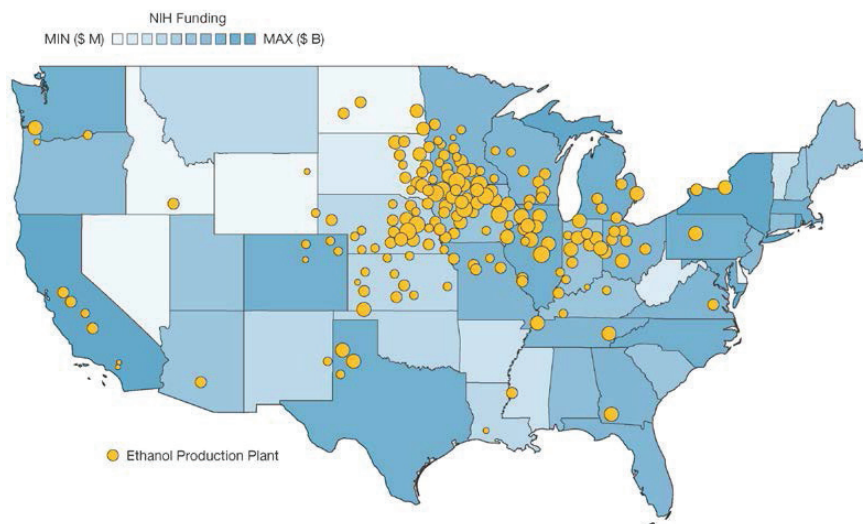 NIH Funding
MIN ($ M) MAX ($ B)
Ethanol Production Plant